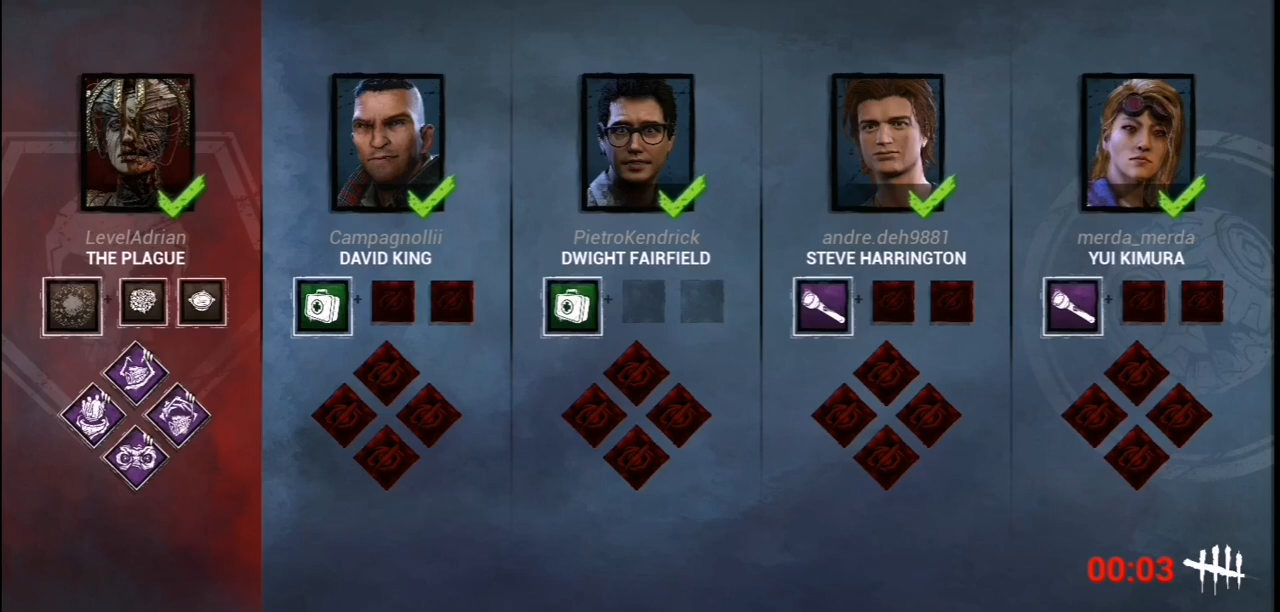 LevelAdrian
THE PLAGUE
Campagnollii
DAVID KING
PietroKendrick
DWIGHT FAIRFIELD
andre.deh9881
STEVE HARRINGTON
merda_merda
YUI KIMURA
+
+
+
+
+
00:03